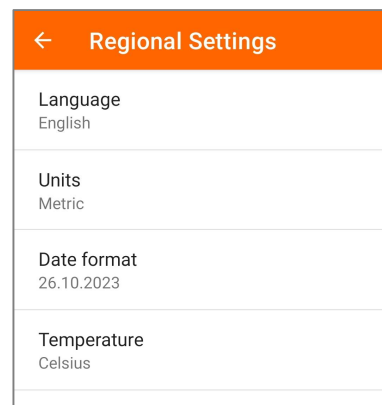 Regional Settings
Language
English
Units
Metric
Date format
26.10.2023
Temperature
Celsius